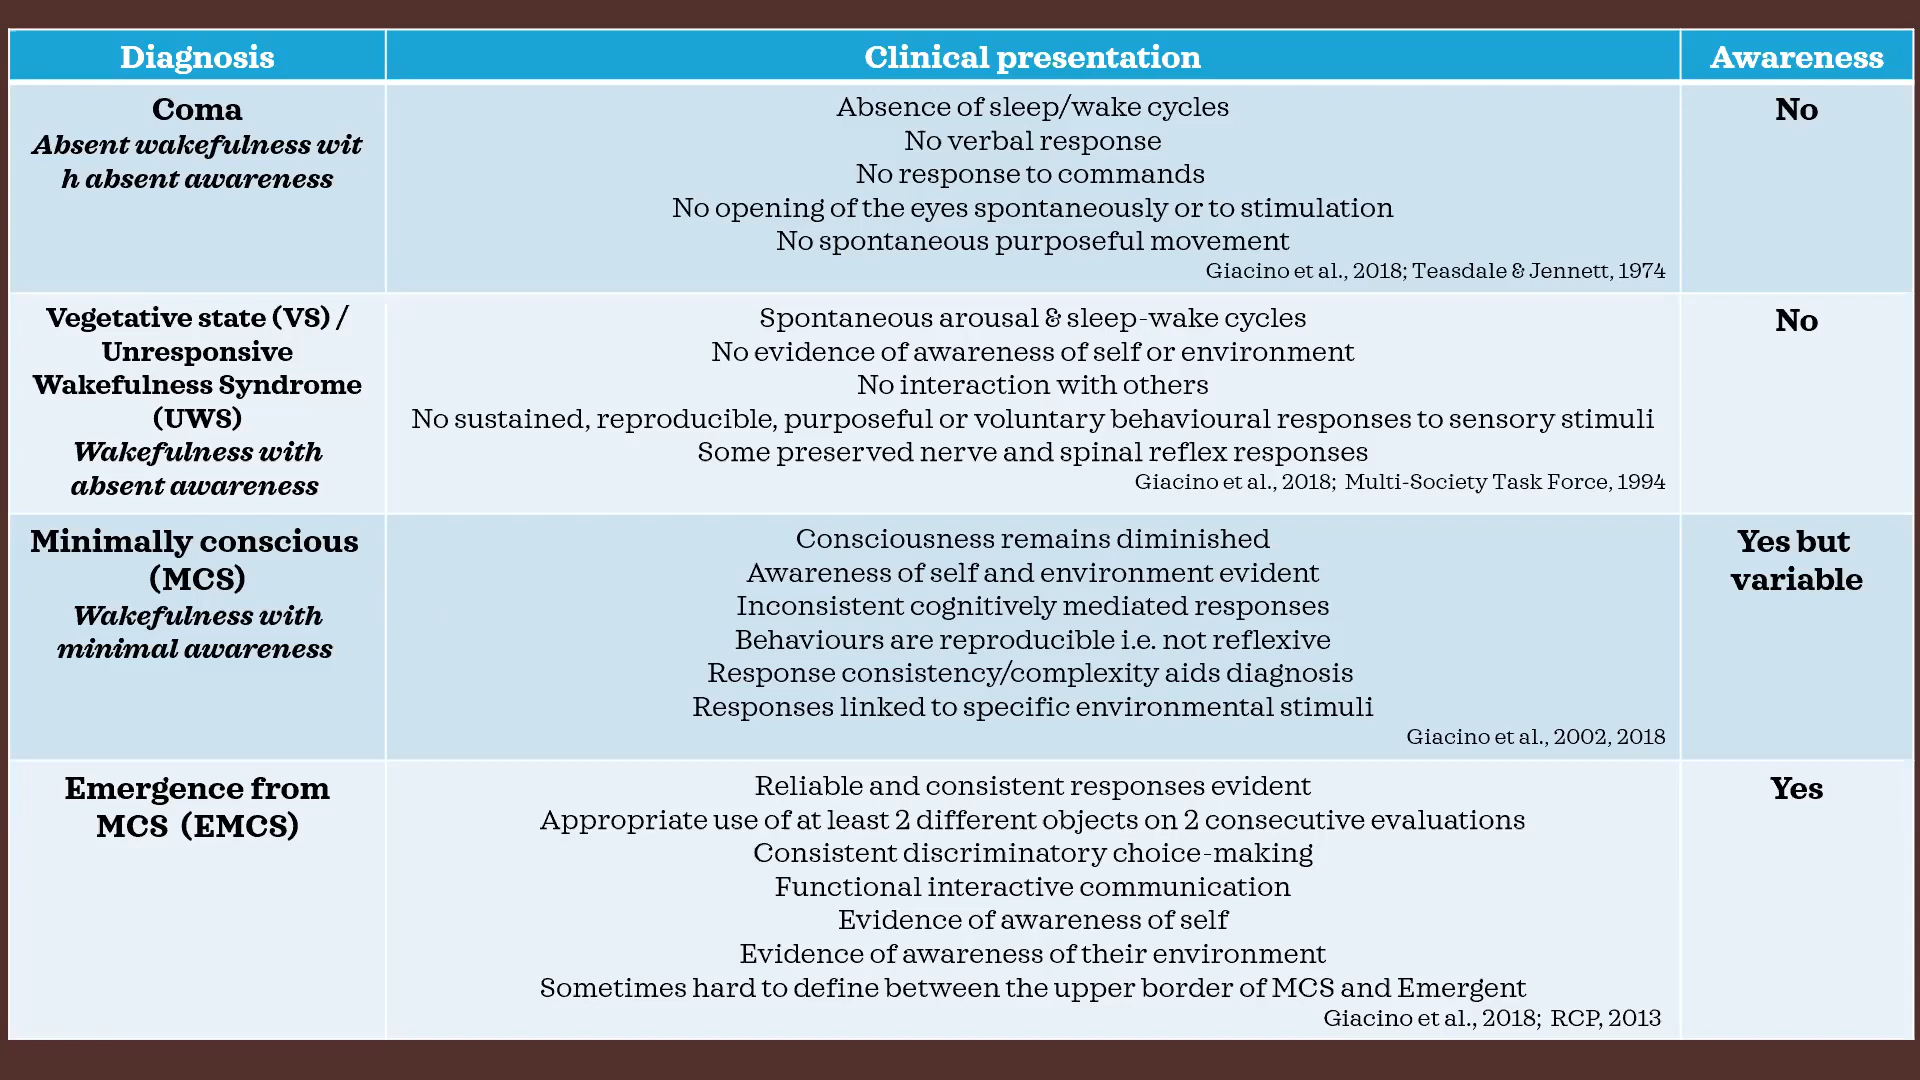 Diagnosis
Clinical presentation
Awareness
Coma
Absent wakefulness wit
h absent awareness
Absence of sleep/wake cycles
No verbal response
No response to commands
No opening of the eyes spontaneously or to stimulation
No spontaneous purposeful movement
Giacino et al., 2018; Teasdale & Jennett, 1974
No
Vegetative state (VS) /
Unresponsive
Wakefulness Syndrome
(UWS)
Wakefulness with
absent awareness
Spontaneous arousal & sleep-wake cycles
No evidence of awareness of self or environment
No interaction with others
No sustained, reproducible, purposeful or voluntary behavioural responses to sensory stimuli
Some preserved nerve and spinal reflex responses
Giacino et al., 2018; Multi-Society Task Force, 1994
No
Minimally conscious
(MCS)
Wakefulness with
minimal awareness
Consciousness remains diminished
Awareness of self and environment evident
Inconsistent cognitively mediated responses
Behaviours are reproducible i.e. not reflexive
Response consistency/complexity aids diagnosis
Responses linked to specific environmental stimuli
Giacino et al., 2002, 2018
Yes but
variable
Emergence from
MCS (EMCS)
Reliable and consistent responses evident
Appropriate use of at least 2 different objects on 2 consecutive evaluations
Consistent discriminatory choice-making
Functional interactive communication
Evidence of awareness of self
Evidence of awareness of their environment
Sometimes hard to define between the upper border of MCS and Emergent
Giacino et al., 2018; RCP, 2013
Yes